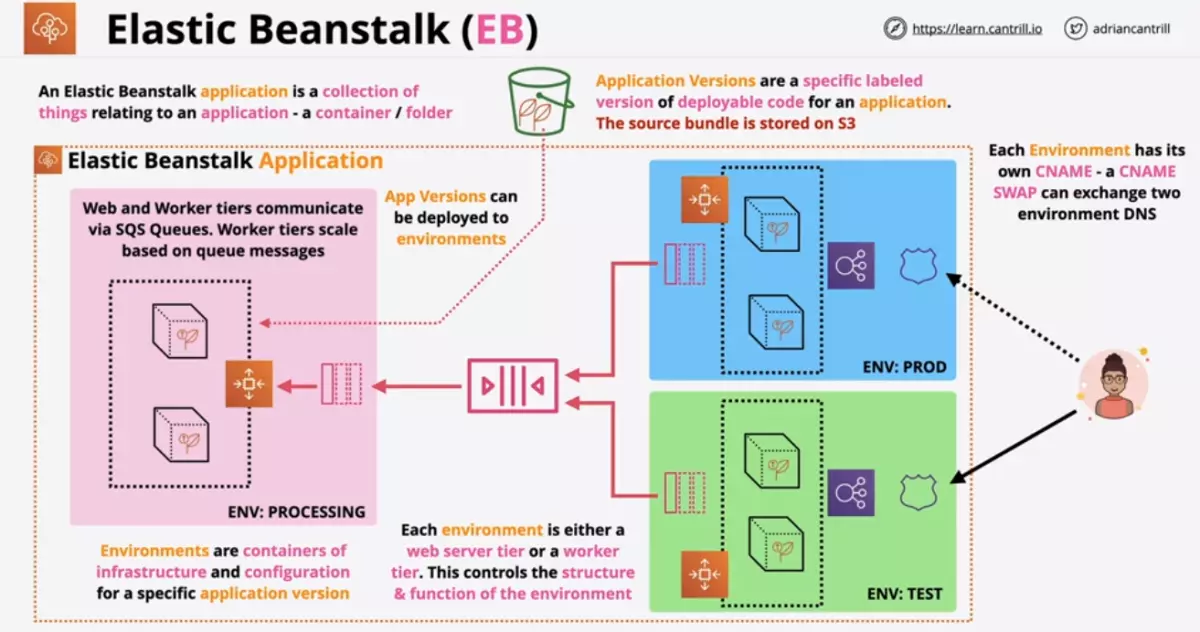 Elastic Beanstalk (EB)
https://learn.cantrill.io
adriancantrill
An Elastic Beanstalk application is a collection of
things relating to an application - a container / folder
Application Versions are a specific labeled
version of deployable code for an application.
The source bundle is stored on S3
Elastic Beanstalk Application
Each Environment has its
own CNAME - a CNAME
SWAP can exchange two
environment DNS
Web and Worker tiers communicate
via SQS Queues. Worker tiers scale
based on queue messages
App Versions can
be deployed to
environments
ENV: PROD
ENV: PROCESSING
Environments are containers of
infrastructure and configuration
for a specific application version
Each environment is either a
web server tier or a worker
tier. This controls the structure
& function of the environment
ENV: TEST